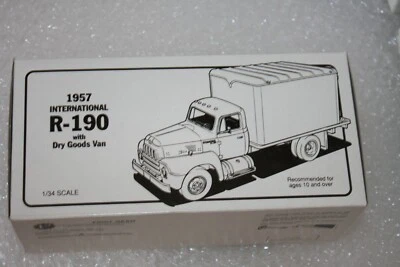 1957
INTERNATIONAL
R-190
with
Dry Goods Van
1/34 SCALE
Recommended for
ages 10 and over